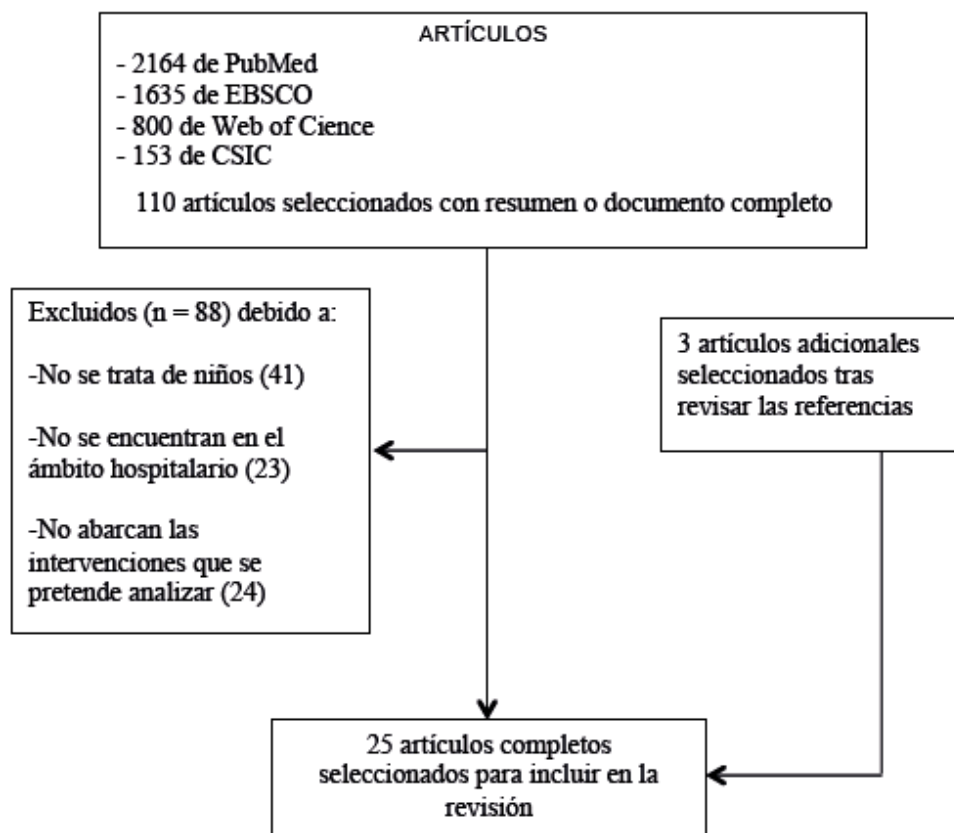 ARTÍCULOS
- 2164 de PubMed
- 1635 de EBSCO
- 800 de Web of Cience
- 153 de CSIC
110 artículos seleccionados con resumen o documento completo
Excluidos (n = 88) debido a:
-No se trata de niños (41)
-No se encuentran en el
ámbito hospitalario (23)
-No abarcan las
intervenciones que se
pretende analizar (24)
3 artículos adicionales
seleccionados tras
revisar las referencias
25 artículos completos
seleccionados para incluir en la
revisión